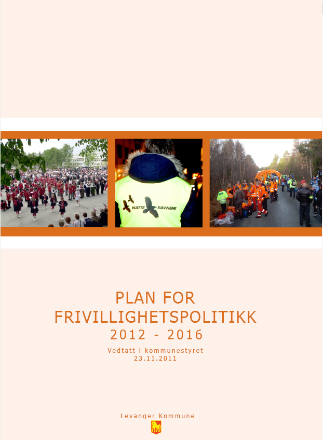 PLAN FOR
FRIVILLIGHETSPOLITIKK
2012 - 2016
Vedtatt i kommunestyret
23.11.2011
Levanger Kommune